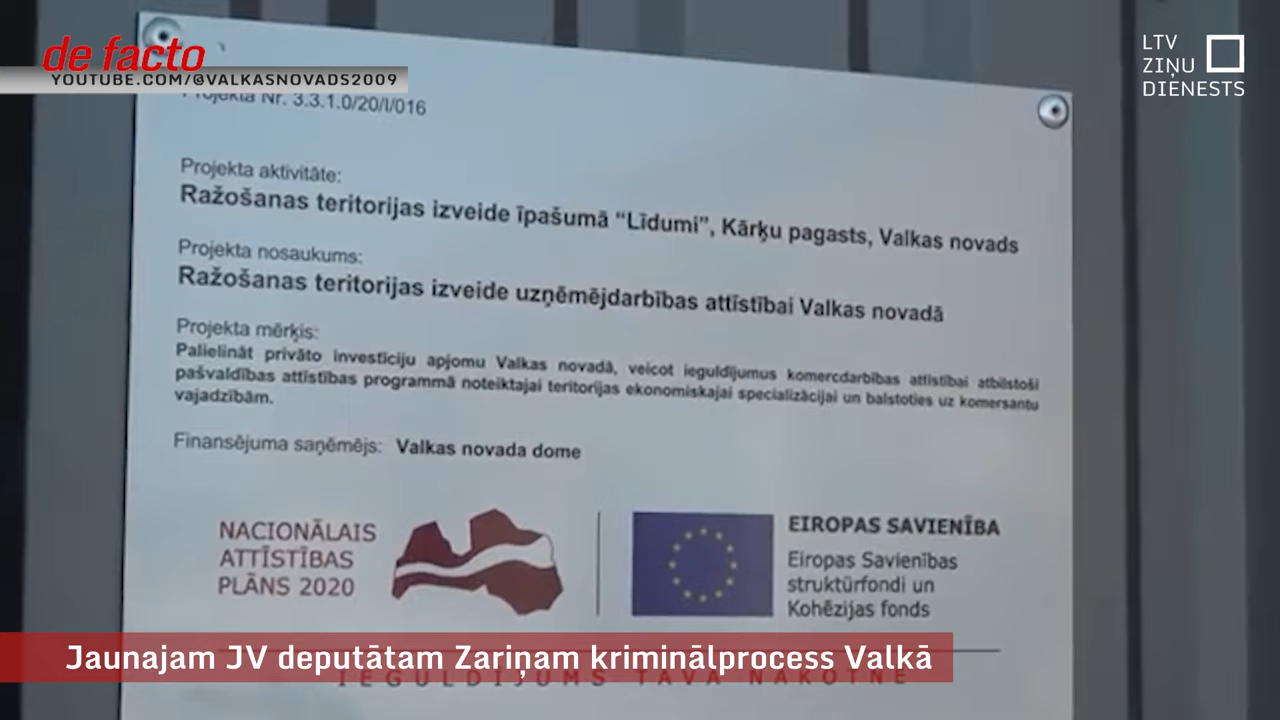 de facto
YOUTUBE.COM/@VALKASNOVADS2009
LTV
ZIŅU
DIENESTS
Projekta Nr. 3.3.1.0/20/I/016
Projekta aktivitāte:
Ražošanas teritorijas izveide īpašumā “Līdumi”, Kārķu pagasts, Valkas novads
Projekta nosaukums:
Ražošanas teritorijas izveide uzņēmējdarbības attīstībai Valkas novadā
Projekta mērķis:
Palielināt privāto investīciju apjomu Valkas novadā, veicot ieguldījumus komercdarbības attīstībai atbilstoši
pašvaldības attīstības programmā noteiktajai teritorijas ekonomiskajai specializācijai un balstoties uz komersantu
vajadzībām.
Finansējuma saņēmējs: Valkas novada dome
NACIONĀLAIS
ATTĪSTĪBAS
PLĀNS 2020
EIROPAS SAVIENĪBA
Eiropas Savienības
struktūrfondi un
Kohēzijas fonds
Jaunajam JV deputātam Zariņam kriminālprocess Valkā
IEGULDĪJUMS TAVĀ NĀKOTNĒ